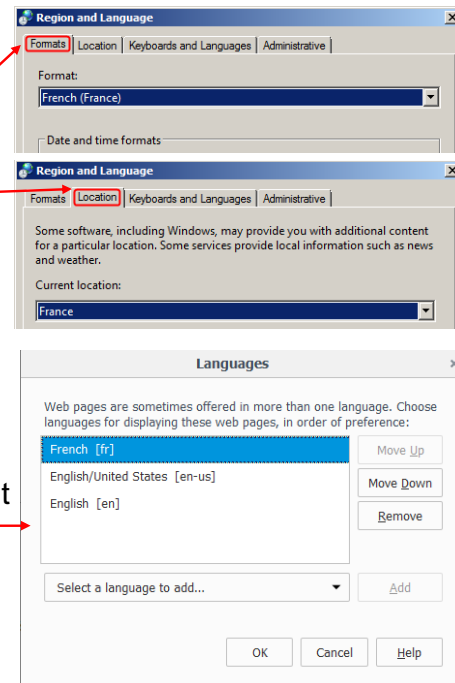 Region and Language
Formats Location Keyboards and Languages Administrative
Format:
French (France)
Date and time formats
Region and Language
Formats Location Keyboards and Languages Administrative
Some software, including Windows, may provide you with additional content
for a particular location. Some services provide local information such as news
and weather.
Current location:
France
Languages
Web pages are sometimes offered in more than one language. Choose
languages for displaying these web pages, in order of preference:
French [fr]
Move Up
English/United States [en-us]
Move Down
English [en]
Remove
t
Select a language to add...
Add
OK Cancel Help